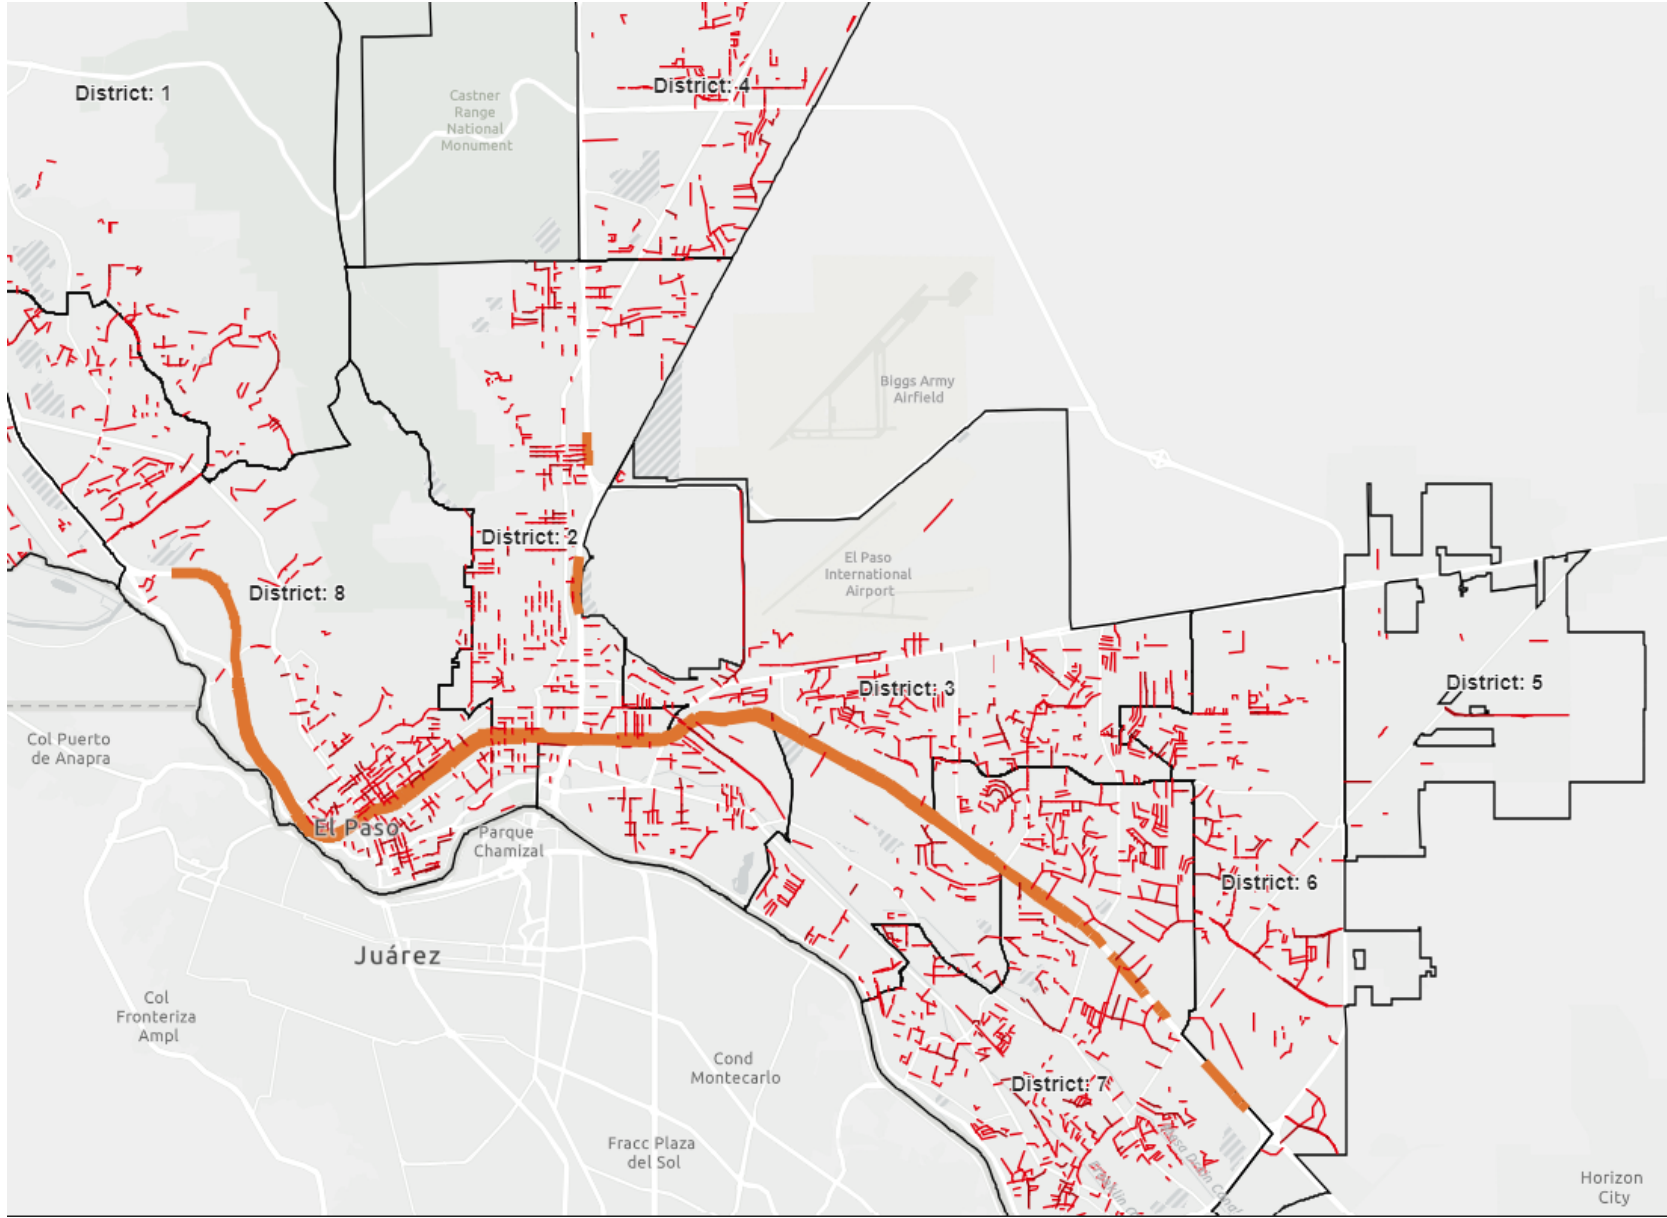 District: 1
Castner
Range
National
Monument
District: 4
Biggs Army
Airfield
District: 2
El Paso
International
Airport
District: 8
District: 3
District: 5
Col Puerto
de Anapra
El Paso
Parque
Chamizal
District: 6
Juárez
Col
Fronteriza
Ampl
Cond
Montecarlo
District: 7
Fracc Plaza
del Sol
Horizon
City